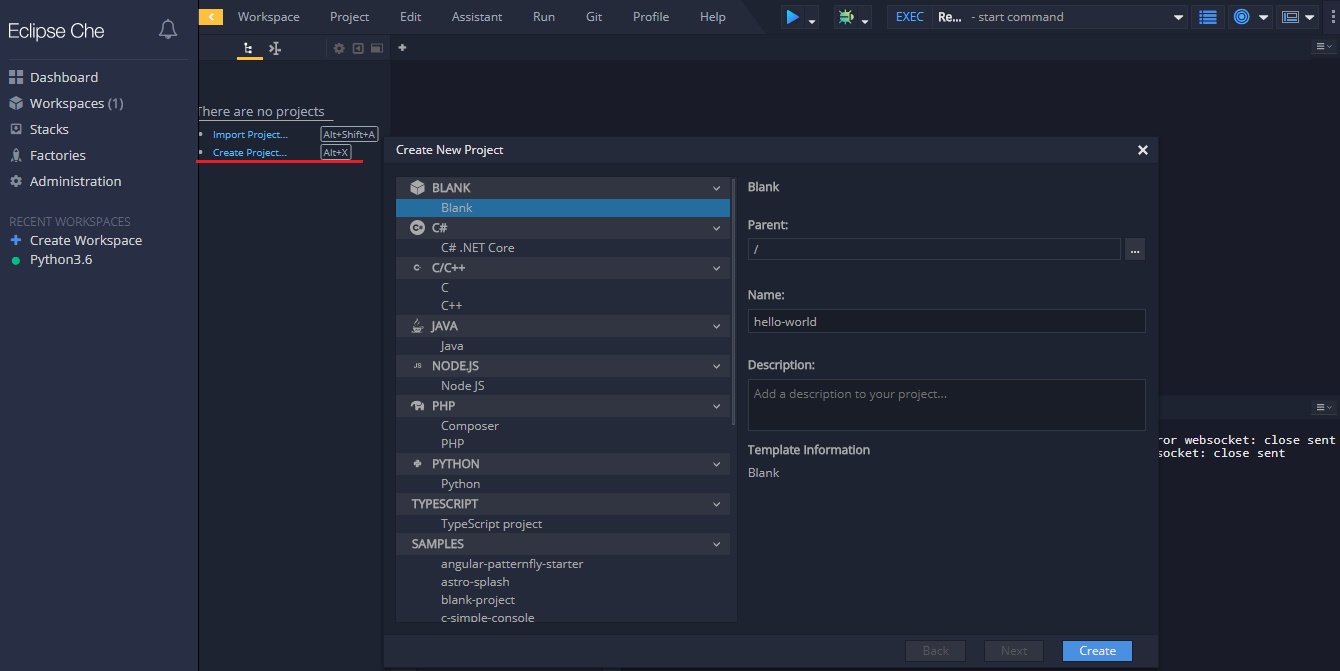 Eclipse Che
Dashboard
Workspaces (1)
Stacks
Factories
Administration
RECENT WORKSPACES
Create Workspace
Python3.6
Workspace Project Edit Assistant Run Git Profile Help
EXEC Re... - start command
There are no projects
Import Project... Alt+Shift+A
Create Project... Alt+X
Create New Project
BLANK
Blank
C#
C# .NET Core
C/C++
C
C++
JAVA
Java
NODE.JS
Node JS
PHP
Composer
PHP
PYTHON
Python
TYPESCRIPT
TypeScript project
SAMPLES
angular-patternfly-starter
astro-splash
blank-project
c-simple-console
Blank
Parent:
/
...
Name:
hello-world
Description:
Add a description to your project...
Template Information
Blank
Back Next Create
ror websocket: close sent
socket: close sent